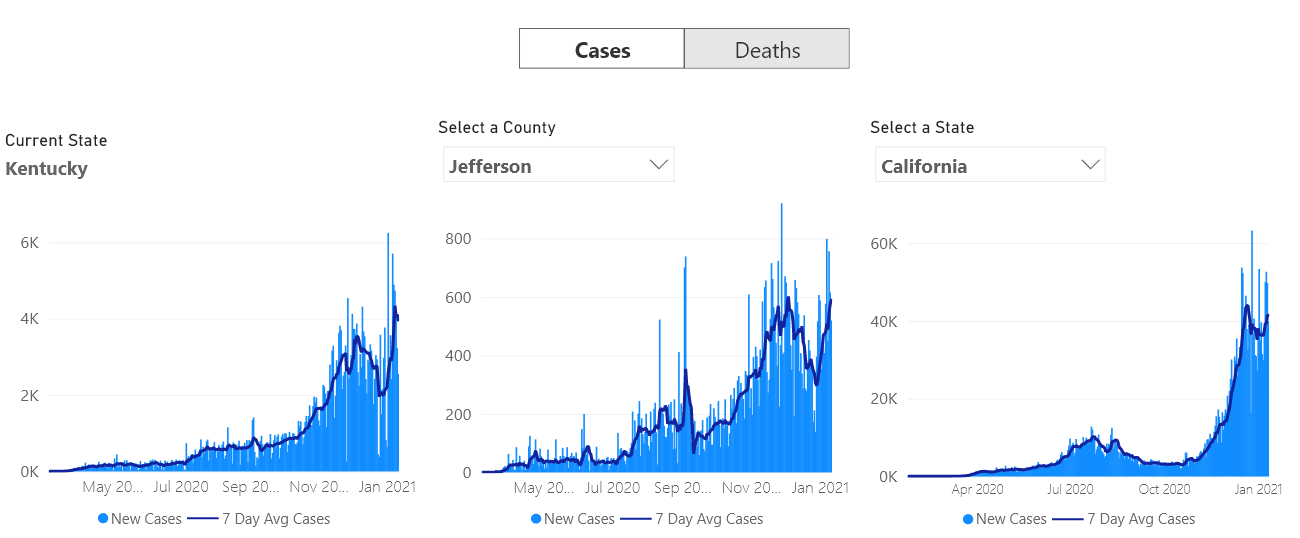 Cases Deaths
Current State
Kentucky
6K
4K
2K
0K
May 20... Jul 2020 Sep 20... Nov 20... Jan 2021
New Cases 7 Day Avg Cases
Select a County
Jefferson
800
600
400
200
0
May 20... Jul 2020 Sep 20... Nov 20... Jan 2021
New Cases 7 Day Avg Cases
Select a State
California
60K
40K
20K
0K
Apr 2020 Jul 2020 Oct 2020 Jan 2021
New Cases 7 Day Avg Cases